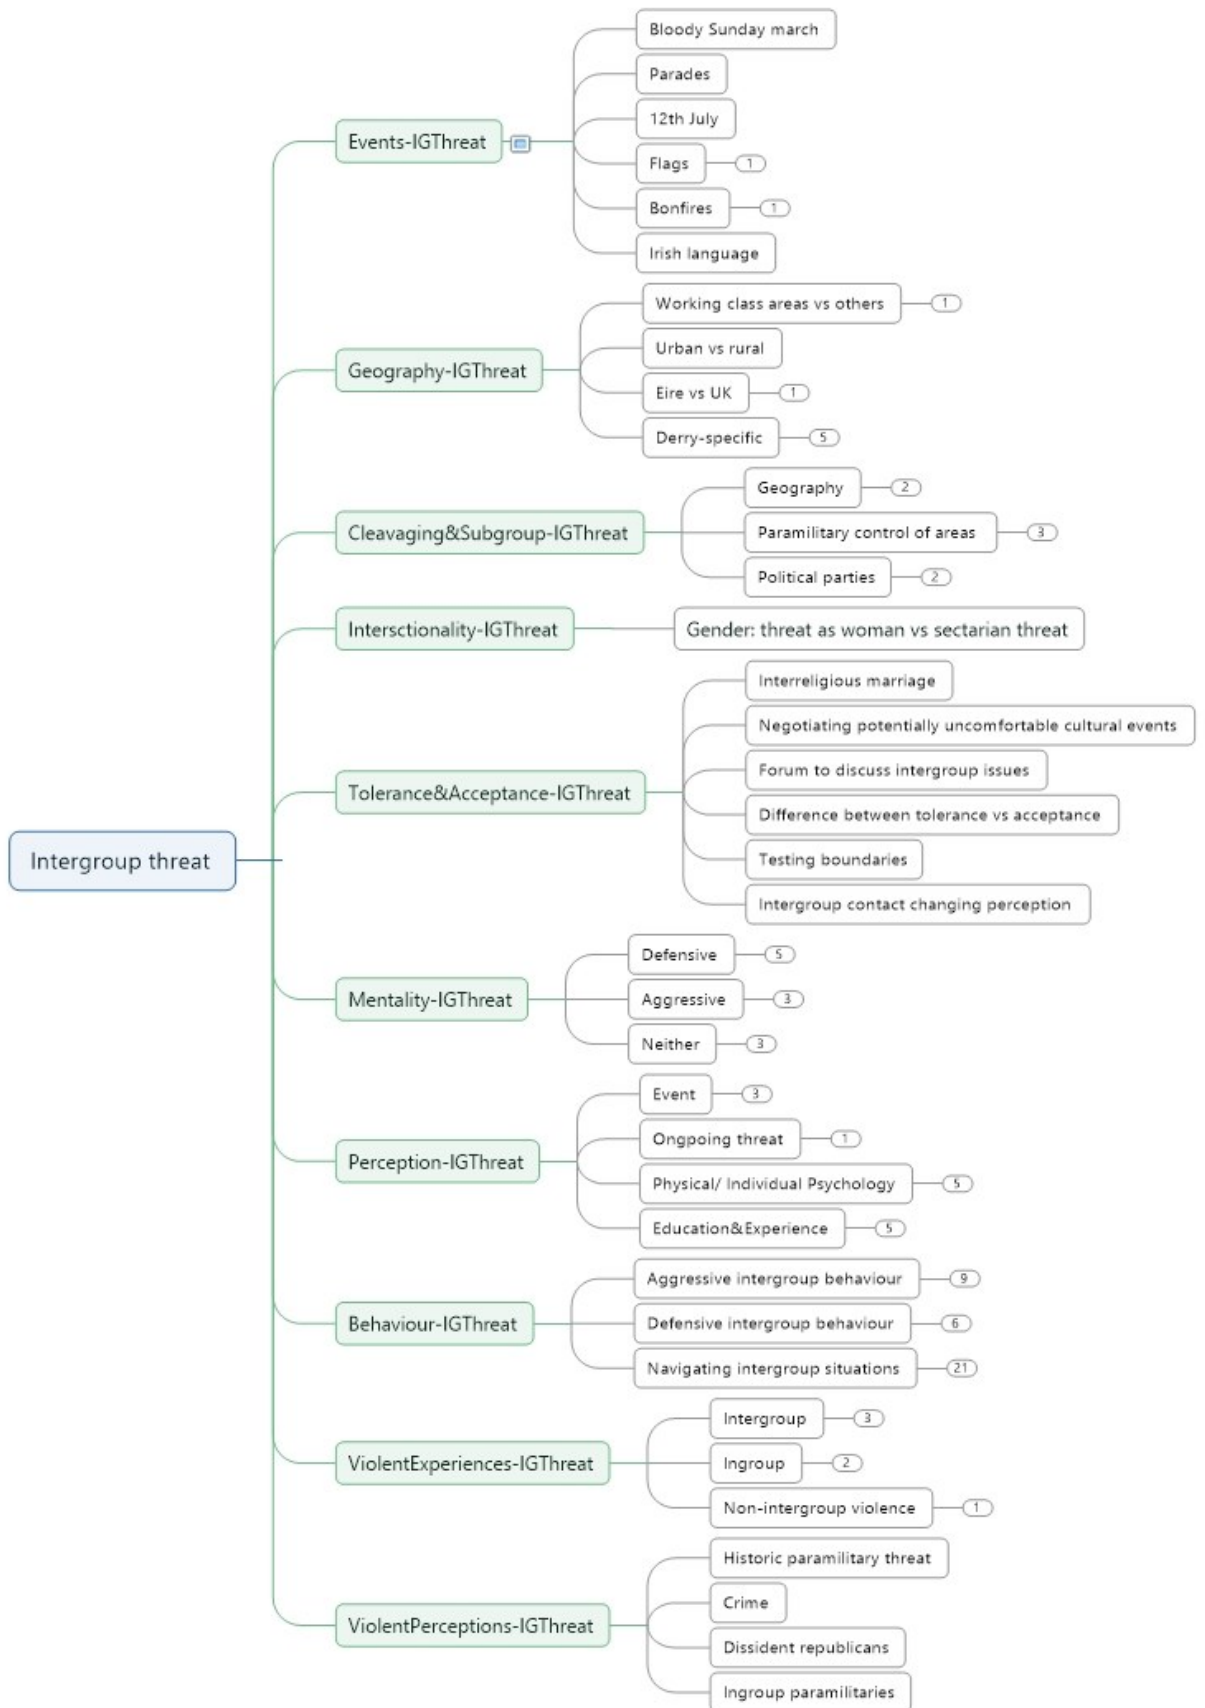 Intergroup threat
Events-IGThreat
Bloody Sunday march
Parades
12th July
Flags
1
Bonfires
1
Irish language
Geography-IGThreat
Working class areas vs others
1
Urban vs rural
Eire vs UK
1
Derry-specific
5
Cleavaging&Subgroup-IGThreat
Geography
2
Paramilitary control of areas
3
Political parties
2
Intersctionality-IGThreat
Gender: threat as woman vs sectarian threat
Tolerance&Acceptance-IGThreat
Interreligious marriage
Negotiating potentially uncomfortable cultural events
Forum to discuss intergroup issues
Difference between tolerance vs acceptance
Testing boundaries
Intergroup contact changing perception
Mentality-IGThreat
Defensive
5
Aggressive
3
Neither
3
Perception-IGThreat
Event
3
Ongpoing threat
1
Physical/ Individual Psychology
5
Education&Experience
5
Behaviour-IGThreat
Aggressive intergroup behaviour
9
Defensive intergroup behaviour
6
Navigating intergroup situations
21
ViolentExperiences-IGThreat
Intergroup
3
Ingroup
2
Non-intergroup violence
1
ViolentPerceptions-IGThreat
Historic paramilitary threat
Crime
Dissident republicans
Ingroup paramilitaries